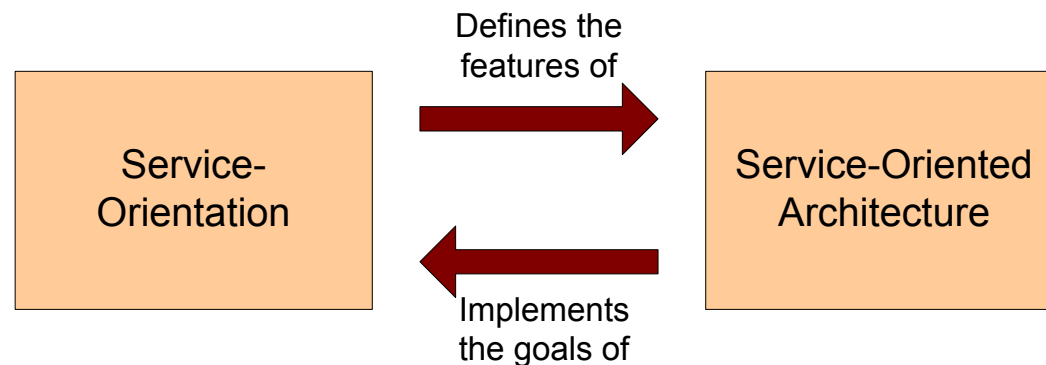 Defines the
features of
Service-
Orientation
Service-Oriented
Architecture
Implements
the goals of